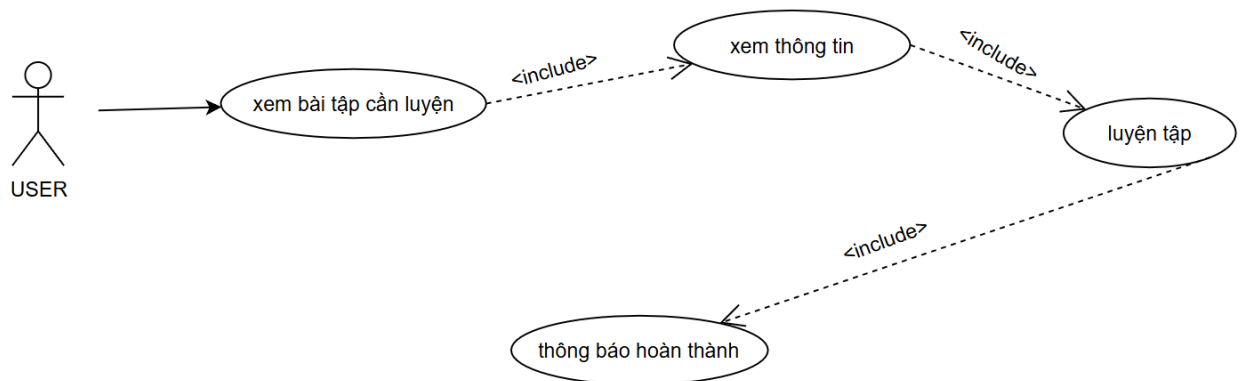 xem thông tin
<include>
<include>
xem bài tập cần luyện
luyện tập
USER
<include>
thông báo hoàn thành